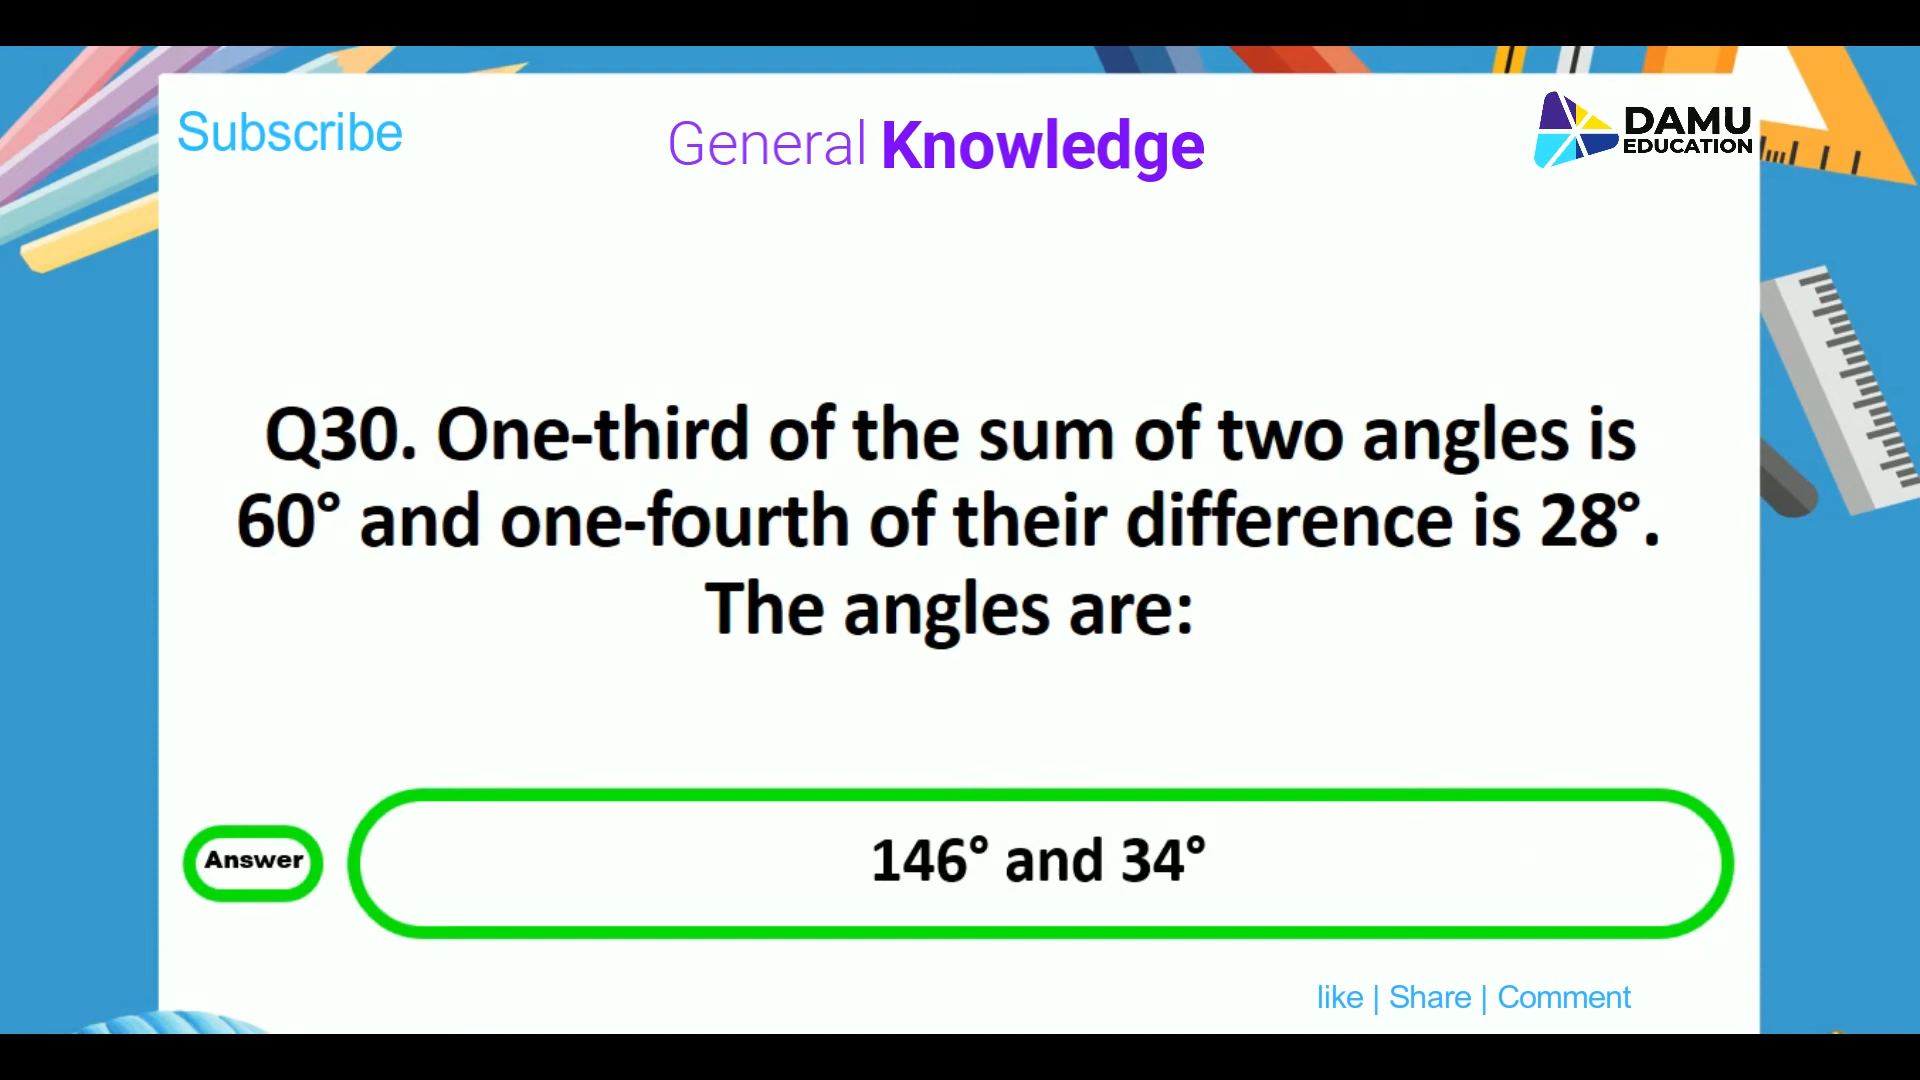 Subscribe
General Knowledge
DAMU
EDUCATION
Q30. One-third of the sum of two angles is
60° and one-fourth of their difference is 28°.
The angles are:
Answer
146° and 34°
like | Share | Comment